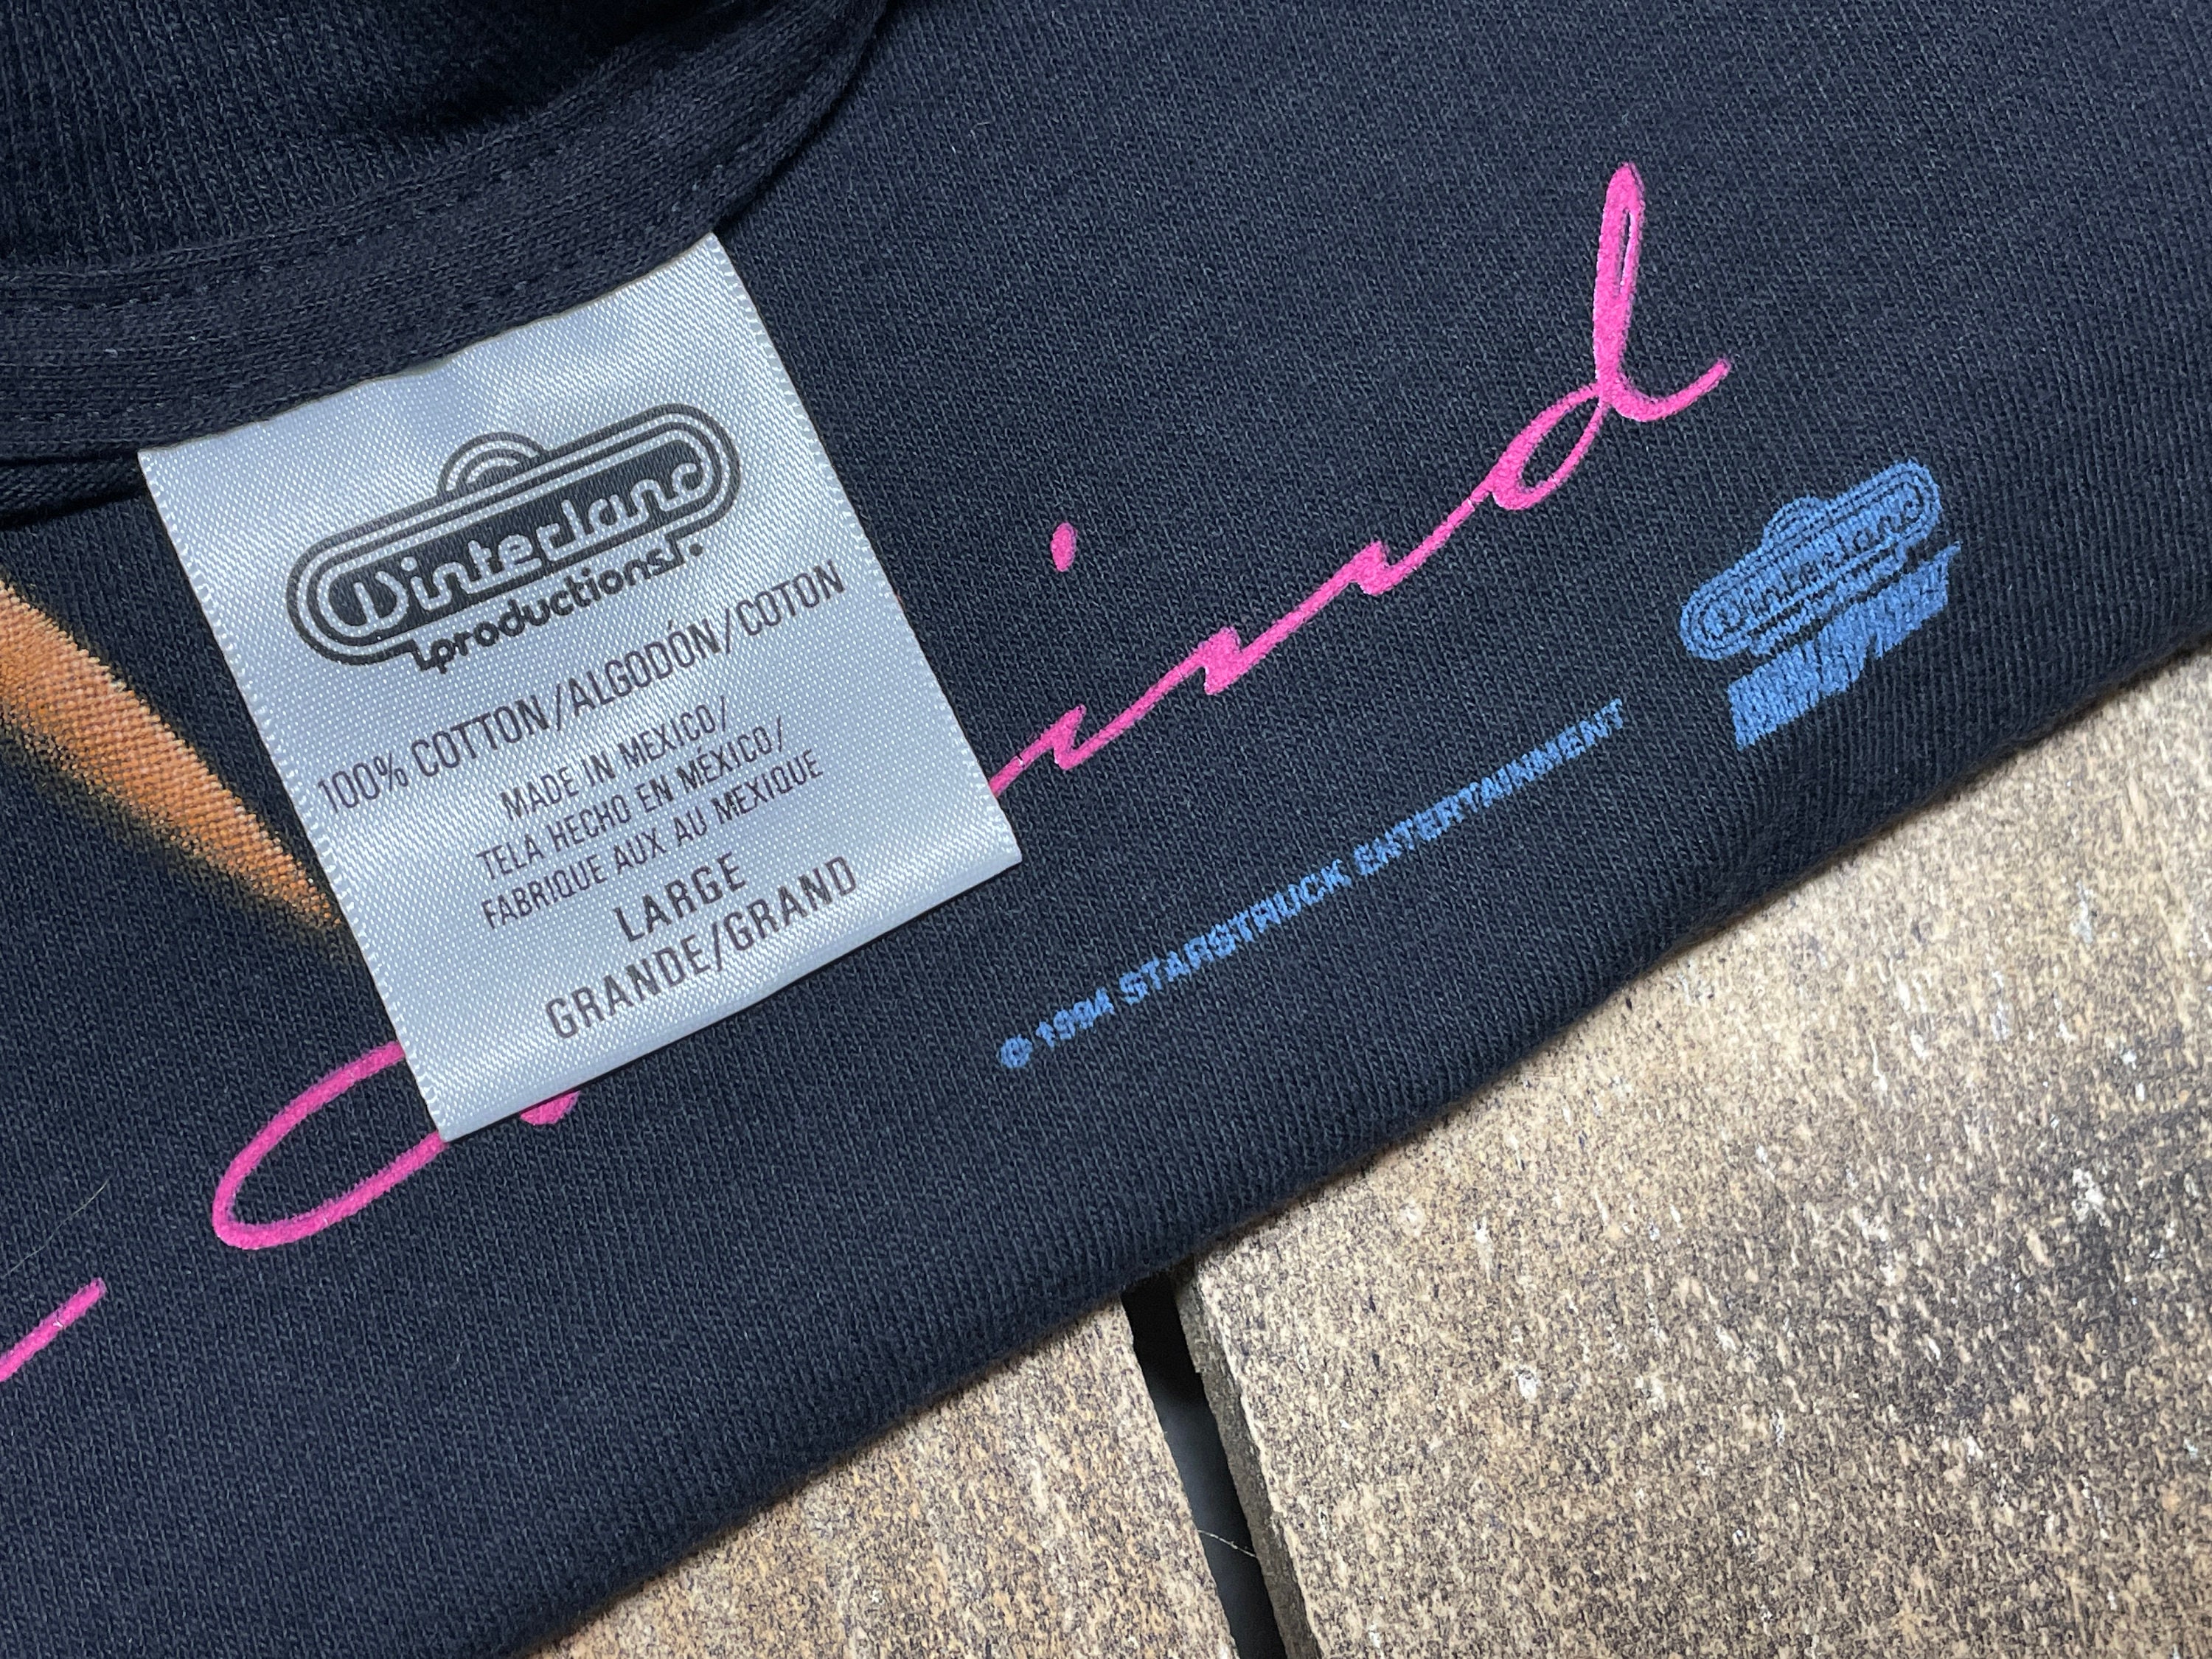 Winterland
productions.
100% COTTON/ALGODÓN/COTON
MADE IN MEXICO/
TELA HECHO EN MÉXICO/
FABRIQUE AUX AU MEXIQUE
LARGE
GRANDE/GRAND
© 1994 STARSTRUCK ENTERTAINMENT
Winterland